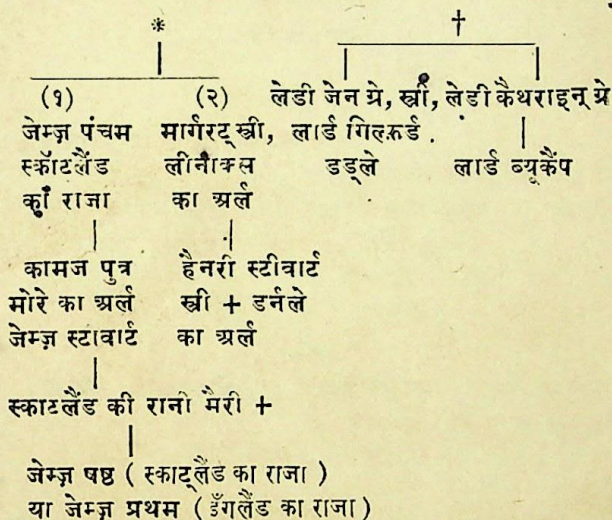 * †
(१) (२) लेडी जेन ग्रे, स्त्री, लेडी कैथराइन् ग्रे
जेम्ज़ पंचम मार्गरट् स्त्री, लार्ड गिल्फ़र्ड .
स्कॉटलैंड लीनाक्स डड्ले लार्ड ब्यूकैंप
का राजा का अर्ल
कामज पुत्र हैनरी स्टीवार्ट
मोरे का अर्ल स्त्री + डर्नले
जेम्ज़ स्टावार्ट का अर्ल
स्काटलैंड की रानी मैरी +
जेम्ज़ षष्ठ ( स्काट्लैंड का राजा )
या जेम्ज़ प्रथम ( इँगलैंड का राजा )